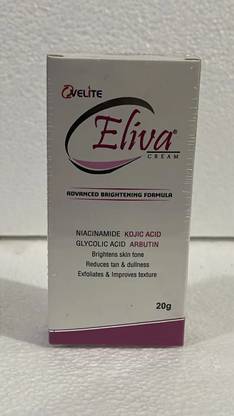 OVELITE
Eliva®
CREAM
ADVANCED BRIGHTENING FORMULA
NIACINAMIDE KOJIC ACID
GLYCOLIC ACID ARBUTIN
Brightens skin tone
Reduces tan & dullness
Exfoliates & Improves texture
20g